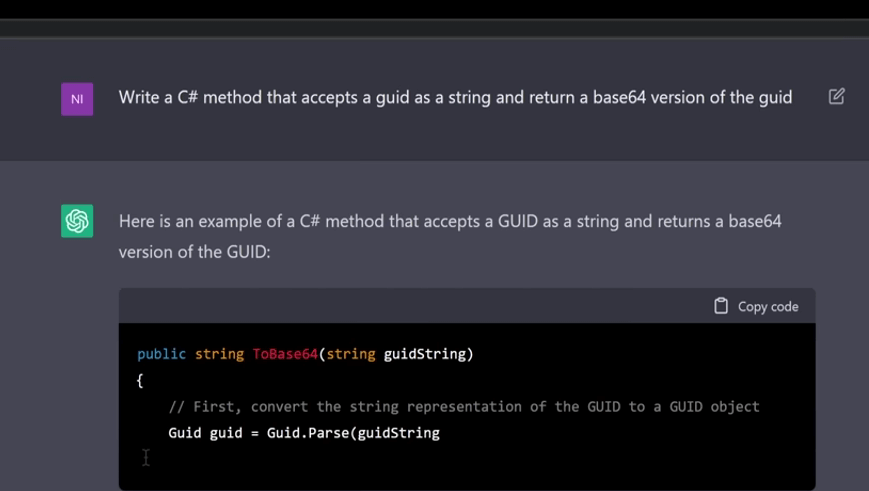 NI
Write a C# method that accepts a guid as a string and return a base64 version of the guid
Here is an example of a C# method that accepts a GUID as a string and returns a base64
version of the GUID:
Copy code
public string ToBase64(string guidString)
{
// First, convert the string representation of the GUID to a GUID object
Guid guid = Guid.Parse(guidString